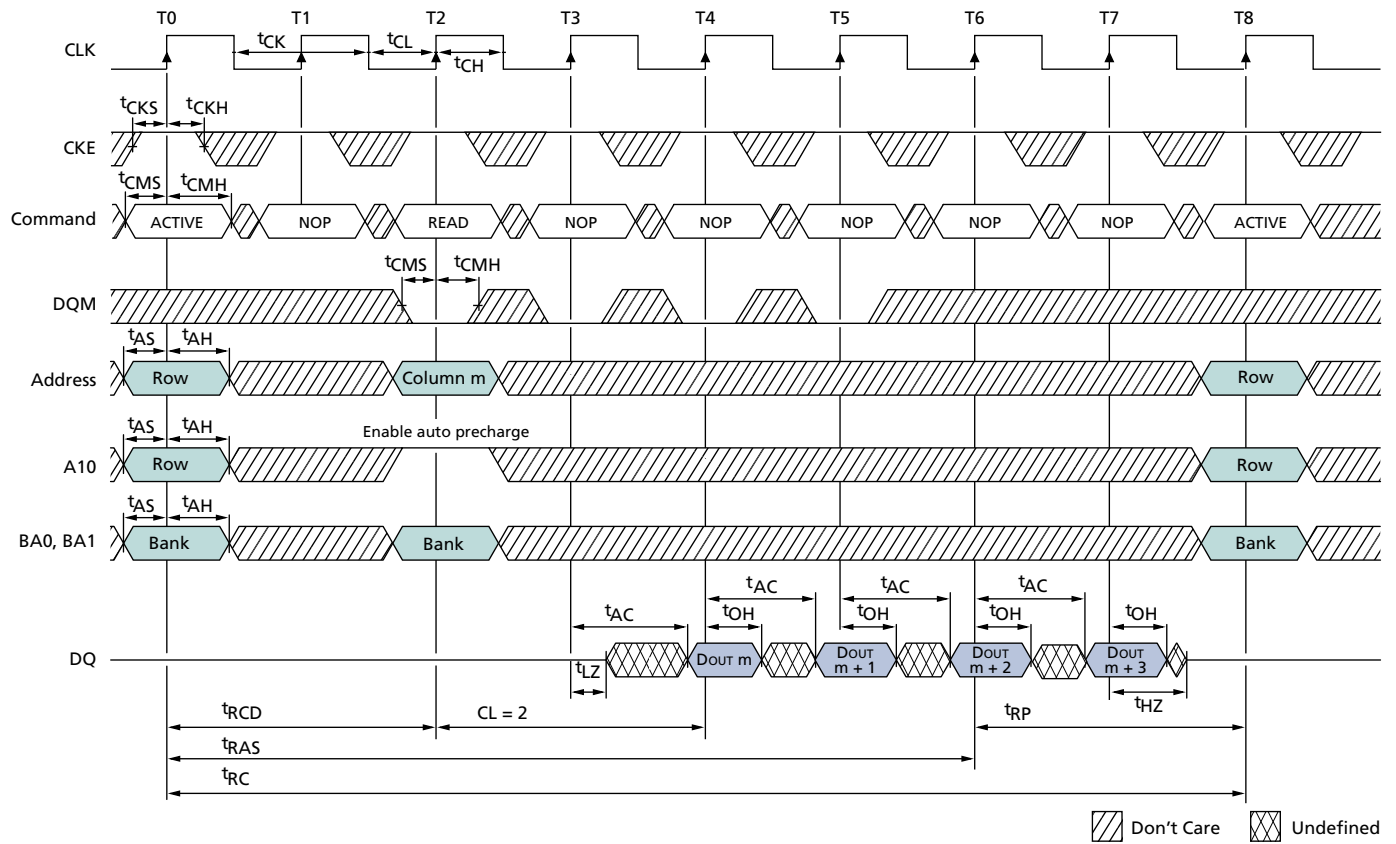 T0 T1 T2 T3 T4 T5 T6 T7 T8
CLK
tCK tCL
tCH
tCKS tCKH
CKE
tCMS tCMH
Command ACTIVE NOP READ NOP NOP NOP NOP NOP ACTIVE
tCMS tCMH
DQM
tAS tAH
Address Row Column m Row
Enable auto precharge
tAS tAH
A10 Row Row
tAS tAH
BA0, BA1 Bank Bank Bank
tAC tAC tAC
tAC tOH tOH tOH tOH
DQ DOUT m DOUT m + 1 DOUT m + 2 DOUT m + 3
tLZ tHZ
tRCD CL = 2 tRP
tRAS
tRC
Don't Care Undefined